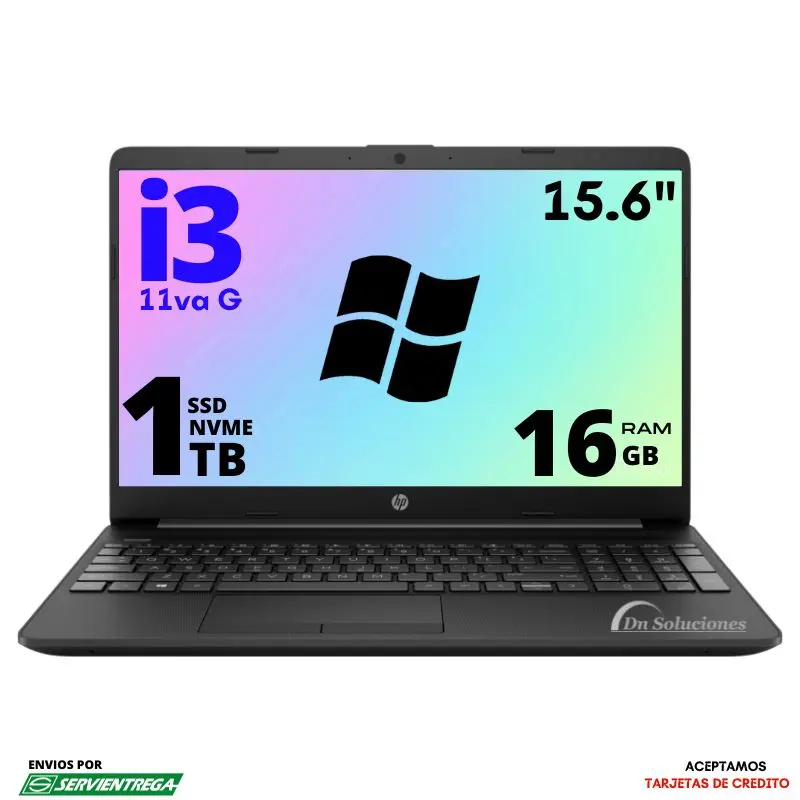 i3
11va G
15.6"
1 SSD
NVME
TB
16 RAM
GB
hp
Dn Soluciones
ENVIOS POR
SERVIENTREGA
ACEPTAMOS
TARJETAS DE CREDITO